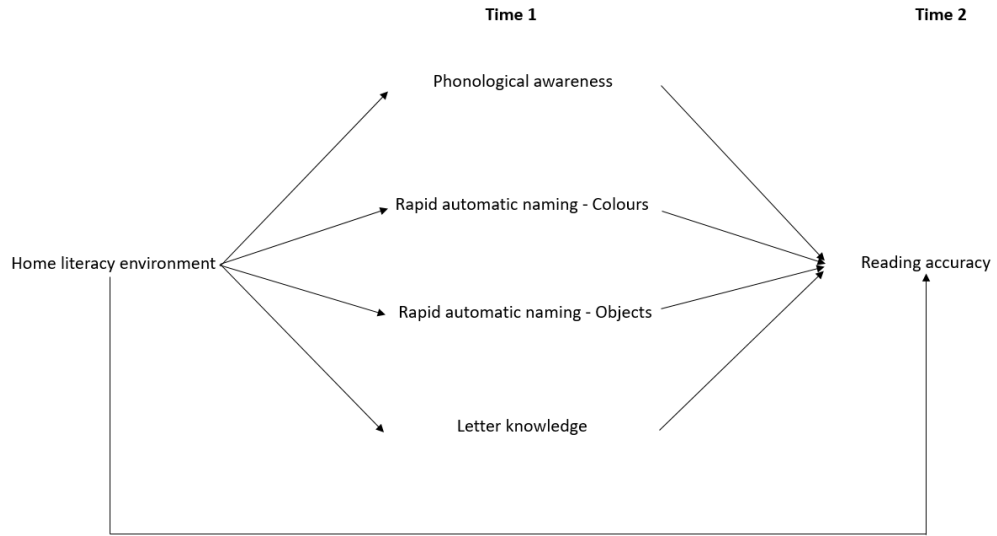 Time 1
Time 2
Phonological awareness
Rapid automatic naming - Colours
Home literacy environment
Reading accuracy
Rapid automatic naming - Objects
Letter knowledge